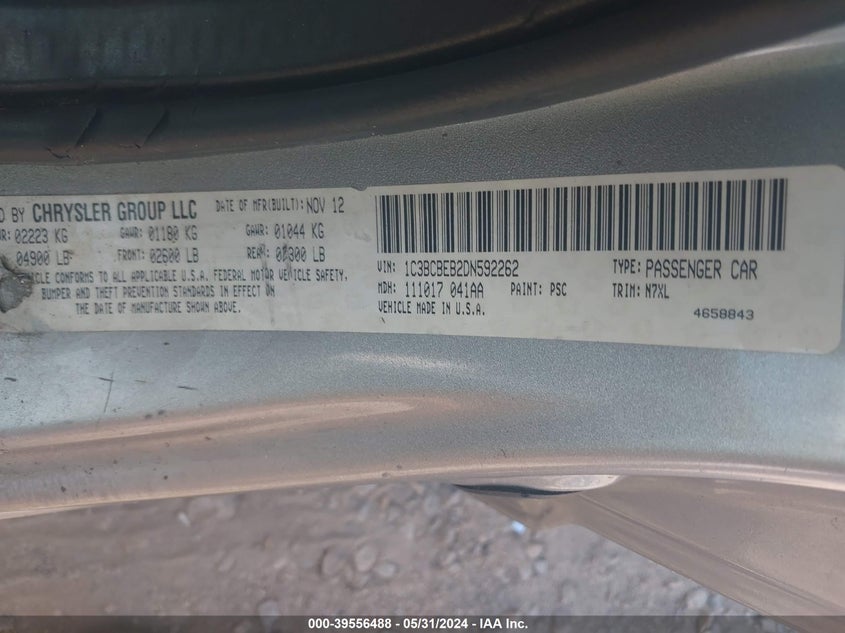 D BY CHRYSLER GROUP LLC DATE OF MFR(BUILT): NOV 12
WR: 02223 KG GAWR: 01180 KG GAWR: 01044 KG
04900 LB FRONT: 02600 LB REAR: 02300 LB
VEHICLE CONFORMS TO ALL APPLICABLE U.S.A. FEDERAL MOTOR VEHICLE SAFETY,
BUMPER AND THEFT PREVENTION STANDARDS IN EFFECT ON
THE DATE OF MANUFACTURE SHOWN ABOVE.
VIN: 1C3BCBEB2DN592262 TYPE: PASSENGER CAR
MDH: 111017 041AA PAINT: PSC TRIM: N7XL
VEHICLE MADE IN U.S.A. 4658843
000-39556488 - 05/31/2024 - IAA Inc.